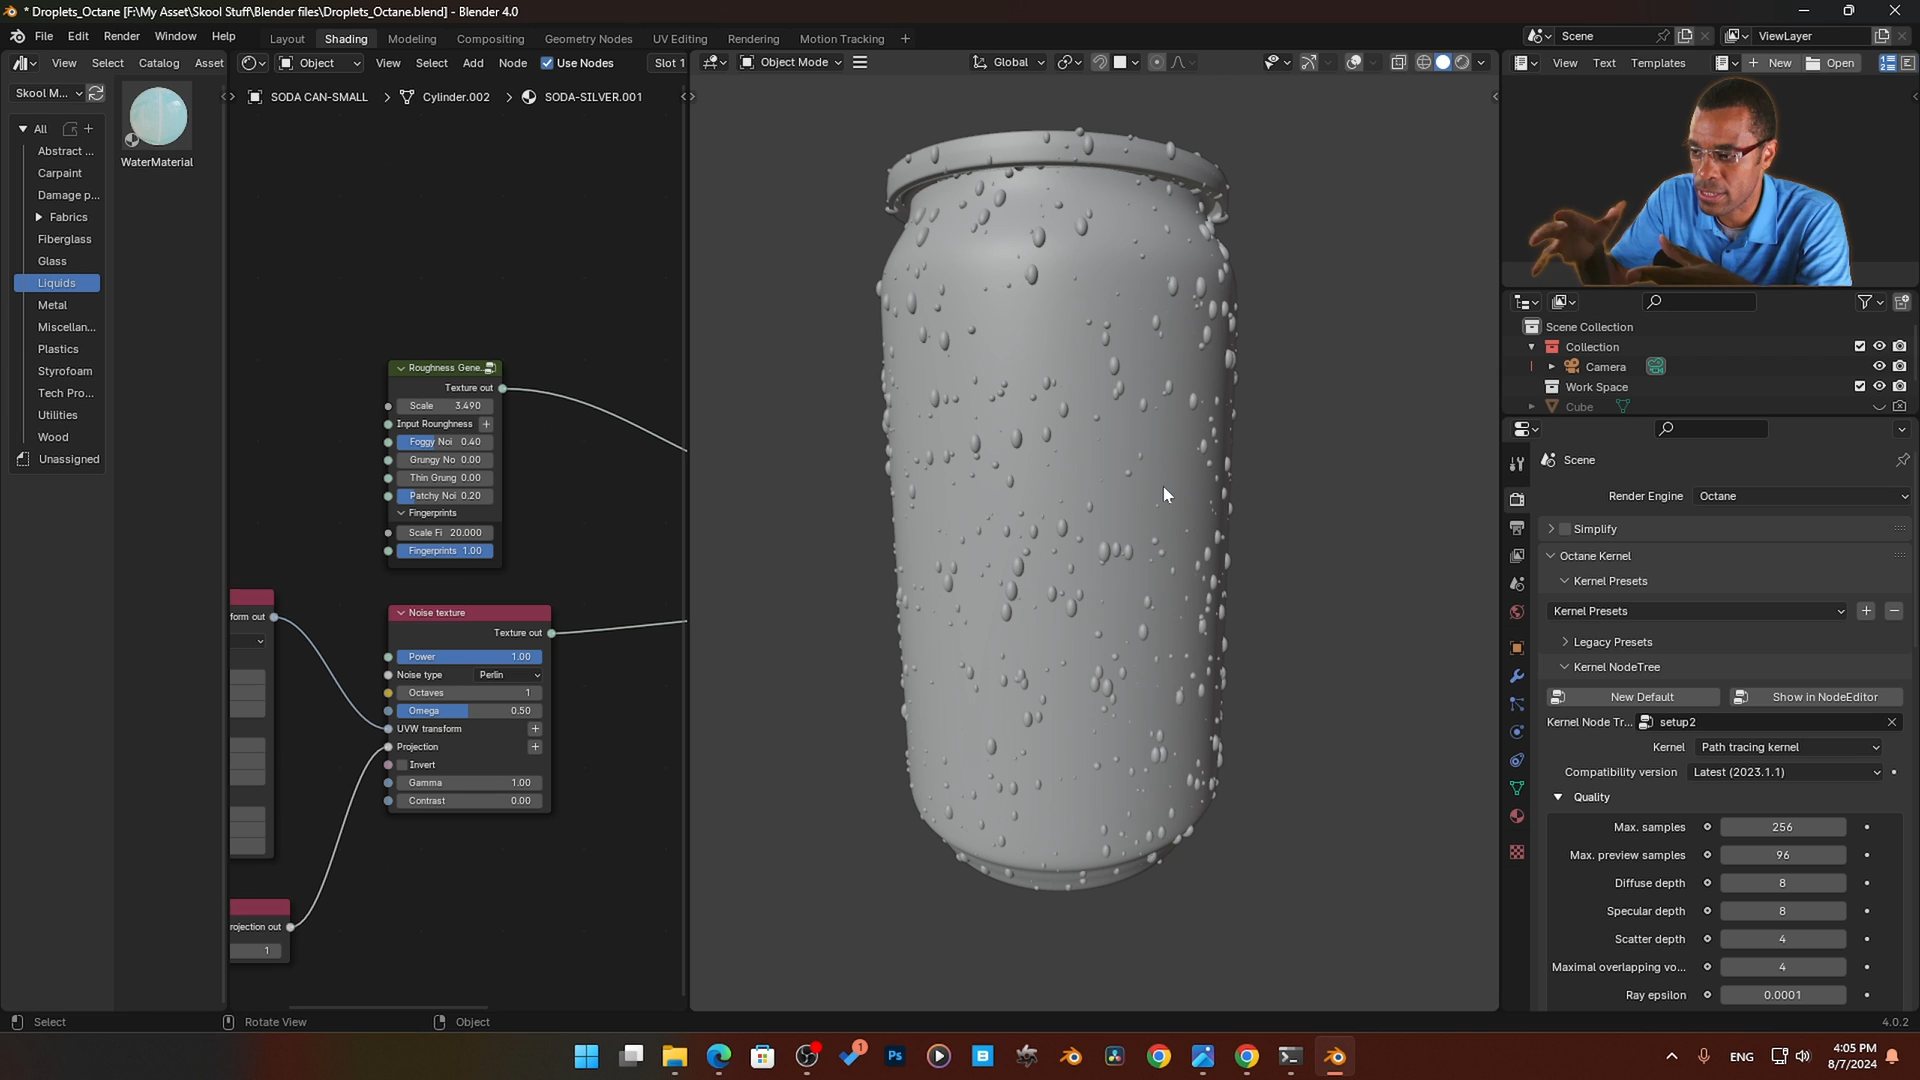 * Droplets_Octane [F:\My Asset\Skool Stuff\Blender files\Droplets_Octane.blend] - Blender 4.0
File Edit Render Window Help
Layout Shading Modeling Compositing Geometry Nodes UV Editing Rendering Motion Tracking +
Scene
ViewLayer
View Select Catalog Asset
Object View Select Add Node Use Nodes Slot 1
Object Mode
Global
View Text Templates
+ New
Open
Skool M...
All
Abstract ...
Carpaint
Damage p...
Fabrics
Fiberglass
Glass
Liquids
Metal
Miscellan...
Plastics
Styrofoam
Tech Pro...
Utilities
Wood
Unassigned
WaterMaterial
SODA CAN-SMALL > Cylinder.002 > SODA-SILVER.001
Roughness Gene...
Texture out
Scale 3.490
Input Roughness
Foggy Noi 0.40
Grungy No 0.00
Thin Grung 0.00
Patchy Noi 0.20
Fingerprints
Scale Fi 20.000
Fingerprints 1.00
form out
rojection out
1
Noise texture
Texture out
Power 1.00
Noise type Perlin
Octaves 1
Omega 0.50
UVW transform
Projection
Invert
Gamma 1.00
Contrast 0.00
Scene Collection
Collection
Camera
Work Space
Cube
Scene
Render Engine Octane
Simplify
Octane Kernel
Kernel Presets
Kernel Presets
Legacy Presets
Kernel NodeTree
New Default
Show in NodeEditor
Kernel Node Tr... setup2
Kernel Path tracing kernel
Compatibility version Latest (2023.1.1)
Quality
Max. samples 256
Max. preview samples 96
Diffuse depth 8
Specular depth 8
Scatter depth 4
Maximal overlapping vo... 4
Ray epsilon 0.0001
Select
Rotate View
Object
4.0.2
1
Ps
B
ENG
4:05 PM
8/7/2024